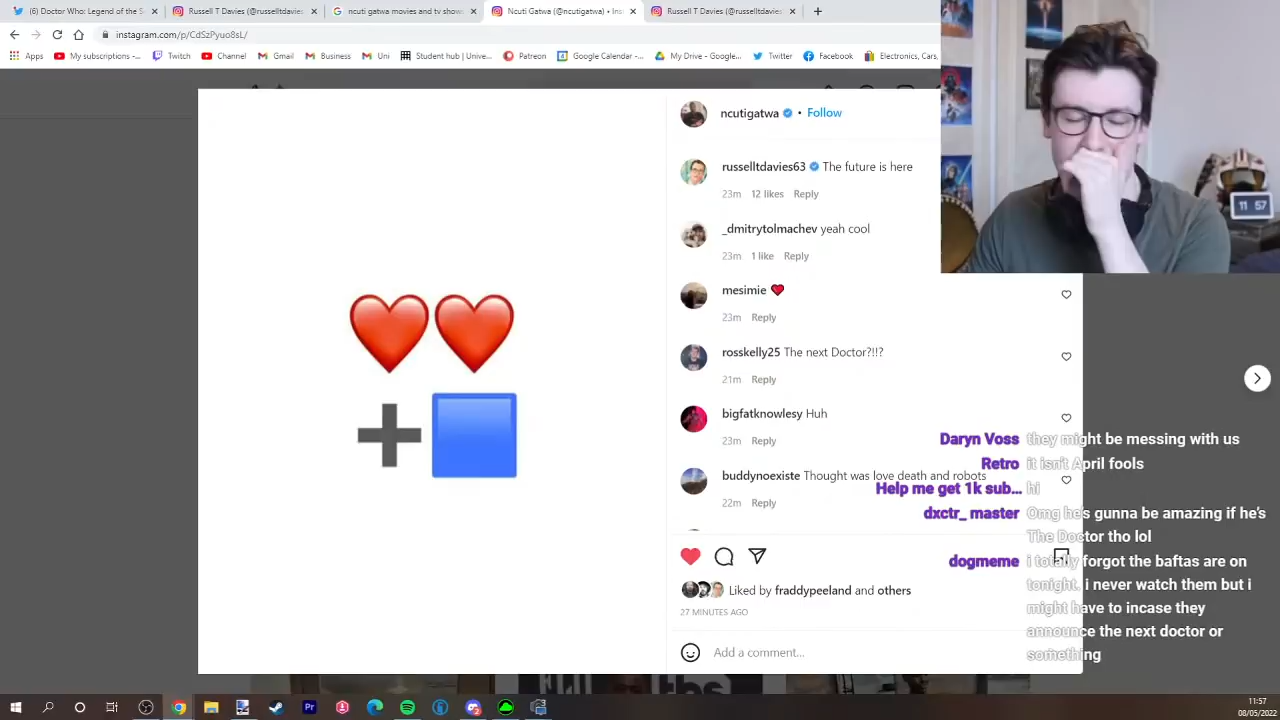 (6) Doctor Who: Legend of the S
Russell T Davies (@russelltdavies
ncuti gatwa movies and tv shows
Ncuti Gatwa (@ncutigatwa) • Ins
Russell T Davies (@russelltdavies
instagram.com/p/CdSzPyuo8sL/
Apps
My subscriptions -...
Twitch
Channel
Gmail
Business
Uni
Student hub | Unive...
Patreon
Google Calendar -...
My Drive – Google...
Twitter
Facebook
Electronics, Cars,
ncutigatwa • Follow
russelltdavies63 The future is here
23m 12 likes Reply
_dmitrytolmachev yeah cool
23m 1 like Reply
mesimie ❤️
23m Reply
rosskelly25 The next Doctor?!!?
21m Reply
bigfatknowlesy Huh
23m Reply
buddynoexiste Thought was love death and robots
22m Reply
Liked by fraddypeeland and others
27 MINUTES AGO
Add a comment...
11 57
Daryn Voss they might be messing with us
Retro it isn't April fools
Help me get 1k sub... hi
dxctr_ master Omg he's gunna be amazing if he's
The Doctor tho lol
dogmeme i totally forgot the baftas are on
tonight. i never watch them but i
might have to incase they
announce the next doctor or
something
11:57
08/05/2022